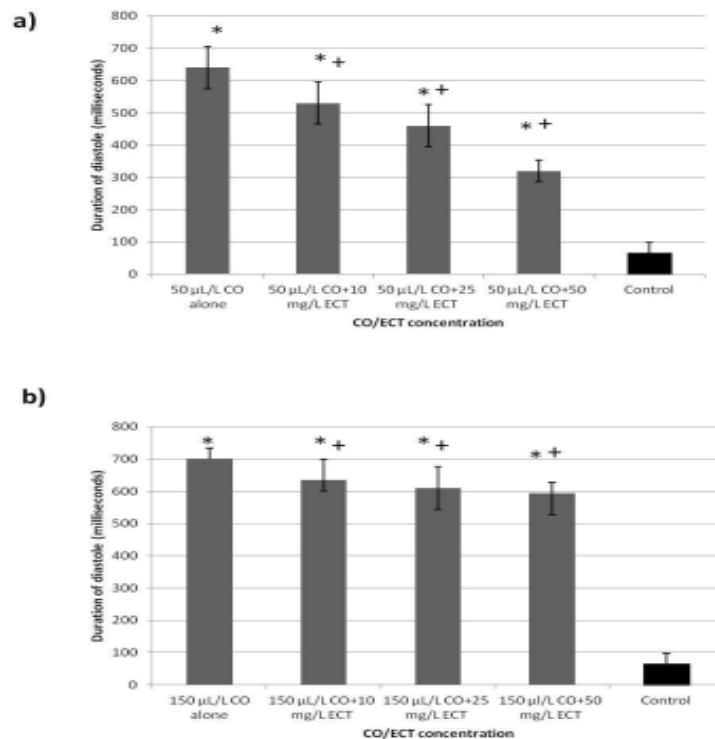 a)
* *+ *+ *+
800
700
600
500
400
300
200
100
0
Duration of diastole (milliseconds)
50 µL/L CO alone
50 µL/L CO+10 mg/L ECT
50 µL/L CO+25 mg/L ECT
50 µL/L CO+50 mg/L ECT
Control
CO/ECT concentration
b)
* *+ *+ *+
800
700
600
500
400
300
200
100
0
Duration of diastole (milliseconds)
150 µL/L CO alone
150 µL/L CO+10 mg/L ECT
150 µL/L CO+25 mg/L ECT
150 µl/L CO+50 mg/L ECT
Control
CO/ECT concentration